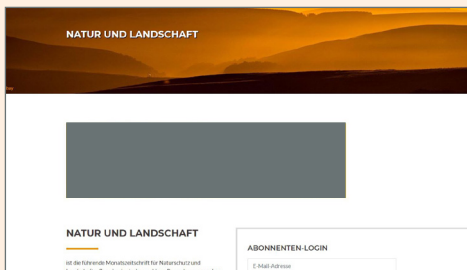 NATUR UND LANDSCHAFT
NATUR UND LANDSCHAFT
ist die führende Monatszeitschrift für Naturschutz und
ABONNENTEN-LOGIN
E-Mail-Adresse